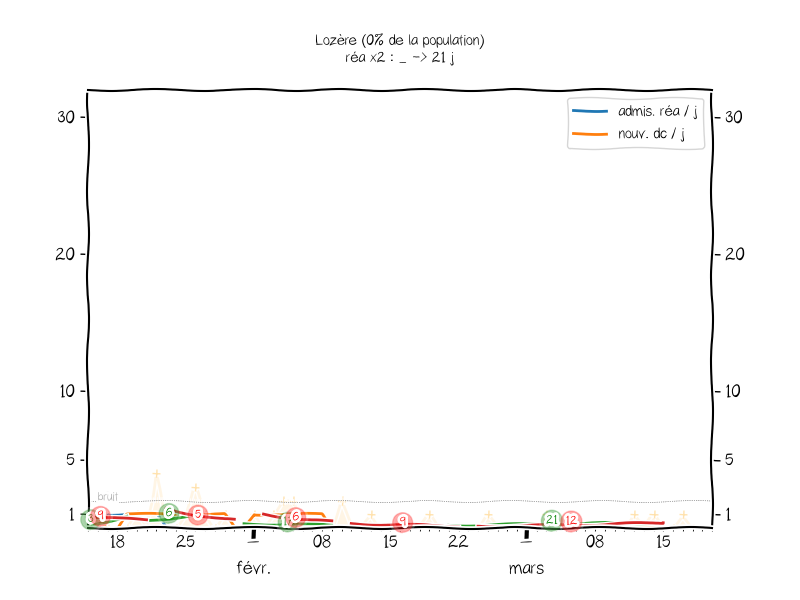 Lozère (0% de la population)
réa x2 : _ -> 21 j
admis. réa / j
nouv. dc / j
30 30
20 20
10 10
5 5
bruit
1 1
9 6 5 6 9 21 12
18 25 08 15 22 08 15
févr. mars